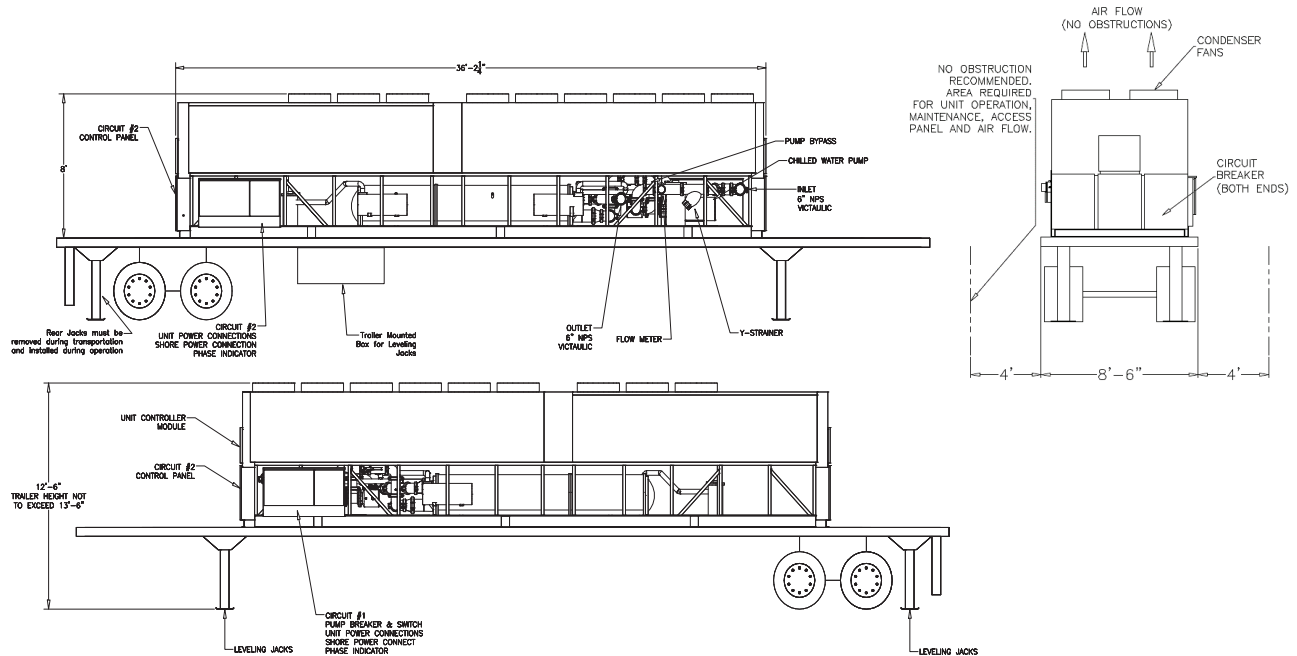 36'-2¼"
8'
CIRCUIT #2
CONTROL PANEL
PUMP BYPASS
CHILLED WATER PUMP
INLET
6" NPS
VICTAULIC
Rear Jacks must be
removed during transportation
and installed during operation
CIRCUIT #2
UNIT POWER CONNECTIONS
SHORE POWER CONNECTION
PHASE INDICATOR
Trailer Mounted
Box for Leveling
Jacks
OUTLET
6" NPS
VICTAULIC
FLOW METER
Y-STRAINER
AIR FLOW
(NO OBSTRUCTIONS)
CONDENSER
FANS
NO OBSTRUCTION
RECOMMENDED.
AREA REQUIRED
FOR UNIT OPERATION,
MAINTENANCE, ACCESS
PANEL AND AIR FLOW.
CIRCUIT
BREAKER
(BOTH ENDS)
4'
8'-6"
4'
UNIT CONTROLLER
MODULE
CIRCUIT #2
CONTROL PANEL
12'-6"
TRAILER HEIGHT NOT
TO EXCEED 13'-6"
CIRCUIT #1
PUMP BREAKER & SWITCH
UNIT POWER CONNECTIONS
SHORE POWER CONNECT
PHASE INDICATOR
LEVELING JACKS
LEVELING JACKS